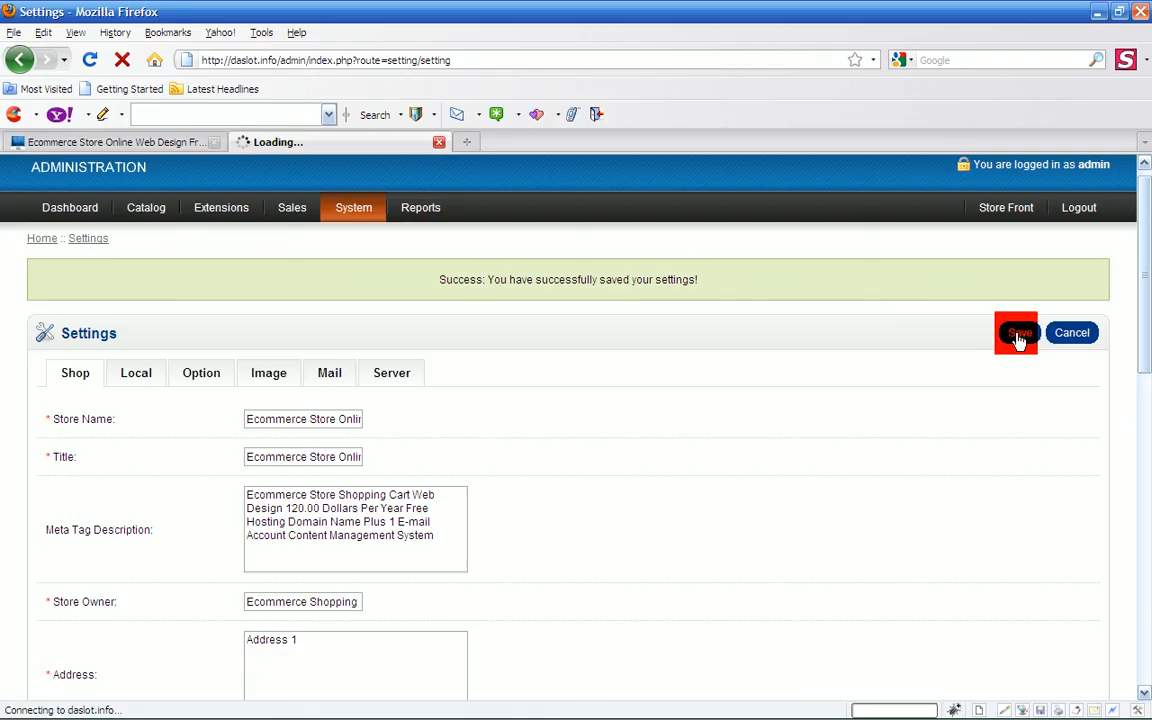 Settings - Mozilla Firefox
File Edit View History Bookmarks Yahoo! Tools Help
http://daslot.info/admin/index.php?route=setting/setting
Google
S
Most Visited Getting Started Latest Headlines
Y! Search
Ecommerce Store Online Web Design Fr... Loading...
ADMINISTRATION
You are logged in as admin
Dashboard Catalog Extensions Sales System Reports Store Front Logout
Home :: Settings
Success: You have successfully saved your settings!
Settings
Save Cancel
Shop Local Option Image Mail Server
* Store Name: Ecommerce Store Onlin
* Title: Ecommerce Store Onlin
Meta Tag Description:
Ecommerce Store Shopping Cart Web
Design 120.00 Dollars Per Year Free
Hosting Domain Name Plus 1 E-mail
Account Content Management System
* Store Owner: Ecommerce Shopping
* Address:
Address 1
Connecting to daslot.info...